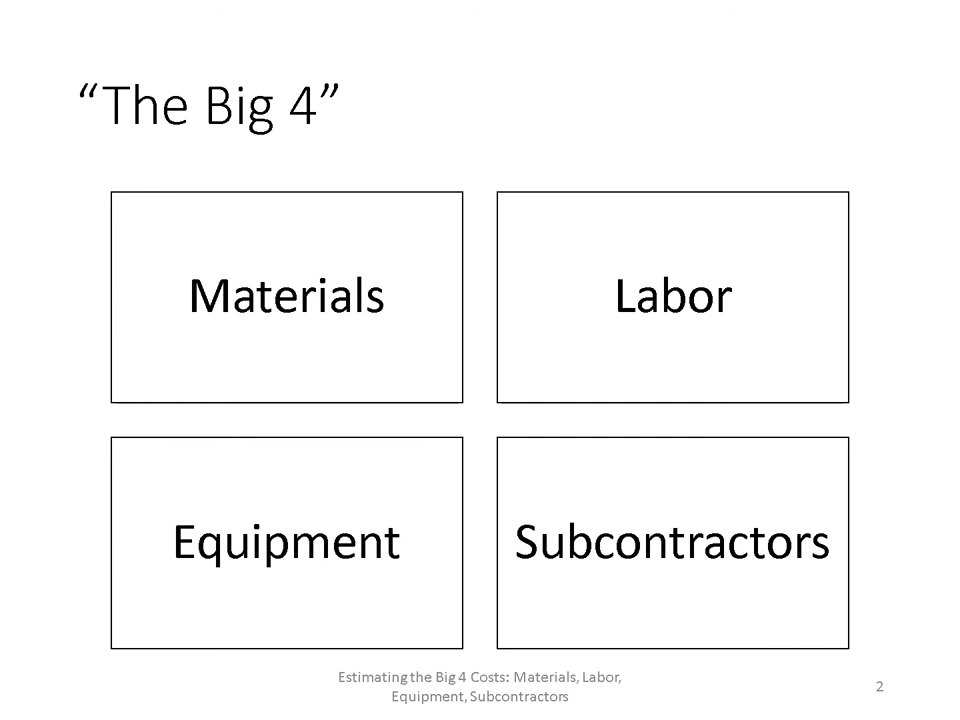 “The Big 4”
Materials
Labor
Equipment
Subcontractors
Estimating the Big 4 Costs: Materials, Labor,
Equipment, Subcontractors
2